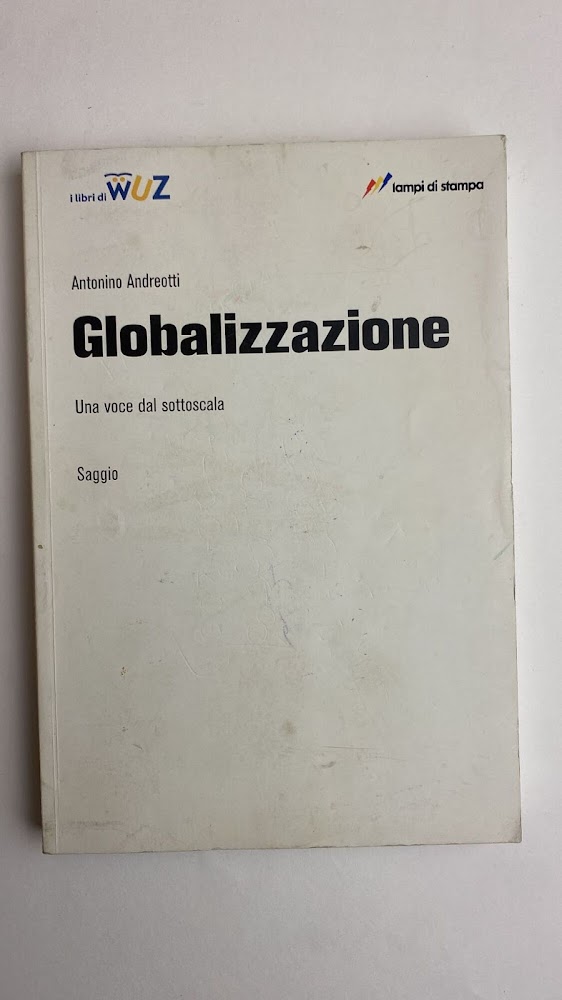 i libri di WUZ
lampi di stampa
Antonino Andreotti
Globalizzazione
Una voce dal sottoscala
Saggio